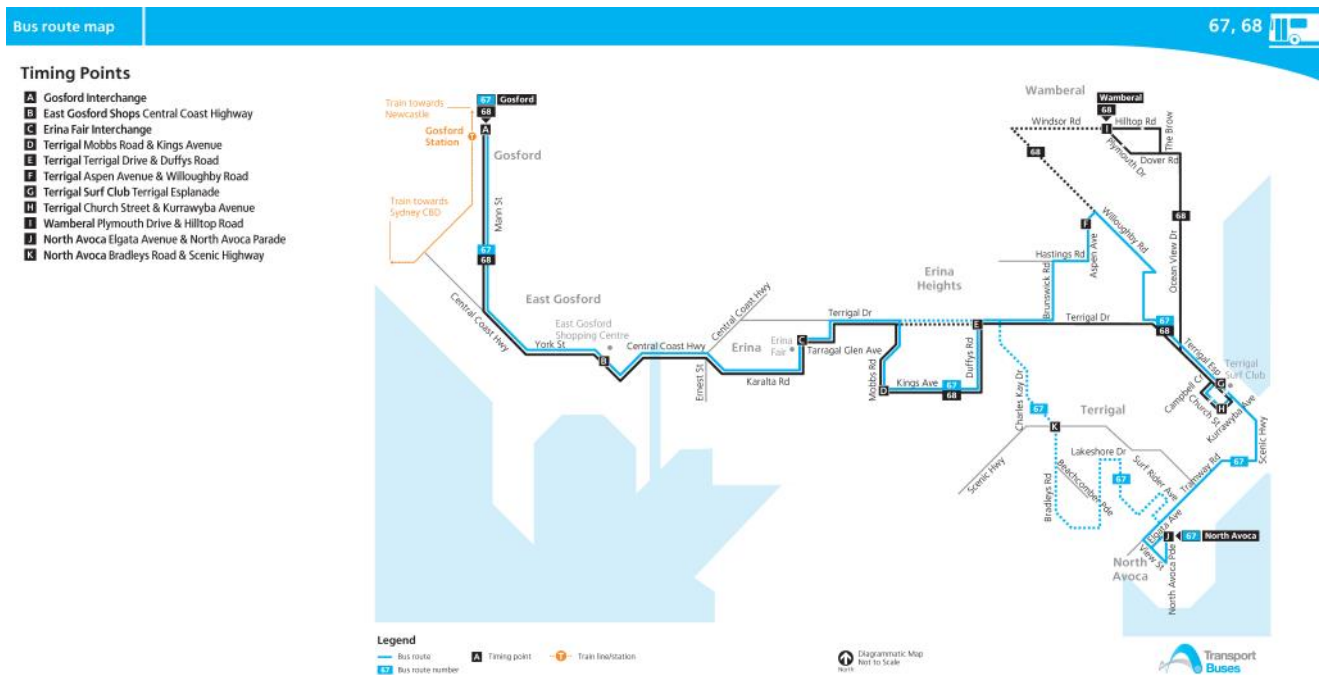 Bus route map
67, 68
Timing Points
A Gosford Interchange
B East Gosford Shops Central Coast Highway
C Erina Fair Interchange
D Terrigal Mobbs Road & Kings Avenue
E Terrigal Terrigal Drive & Duffys Road
F Terrigal Aspen Avenue & Willoughby Road
G Terrigal Surf Club Terrigal Esplanade
H Terrigal Church Street & Kurrawyba Avenue
I Wamberal Plymouth Drive & Hilltop Road
J North Avoca Elgata Avenue & North Avoca Parade
K North Avoca Bradleys Road & Scenic Highway
Train towards
Newcastle
67 Gosford
68
A
Gosford
Station
T
Gosford
Train towards
Sydney CBD
Mann St
67
68
Central Coast Hwy
East Gosford
East Gosford
Shopping Centre
York St
B
Central Coast Hwy
Ernest St
Central Coast Hwy
Erina
Erina
Fair
C
Karalta Rd
Terrigal Dr
Tarragal Glen Ave
Mobbs Rd
D
Kings Ave
67
68
Duffys Rd
E
Erina
Heights
Wamberal
Windsor Rd
68
Wamberal
68
I
Hilltop Rd
The Brow
Plymouth Dr
Dover Rd
68
Ocean View Dr
Willoughby Rd
F
Aspen Ave
Hastings Rd
Brunswick Rd
Terrigal Dr
67
68
Terrigal Esp
Terrigal
Surf Club
G
Campbell Cr
Church St
H
Kurrawyba Ave
Scenic Hwy
67
Tramway Rd
Charles Kay Dr
67
Terrigal
K
Scenic Hwy
Bradleys Rd
Beachcomber Pde
Lakeshore Dr
67
Surf Rider Ave
Elgata Ave
View St
J
67 North Avoca
North Avoca Pde
North
Avoca
Legend
Bus route
67 Bus route number
A Timing point
T Train line/station
North
Diagrammatic Map
Not to Scale
Transport
Buses